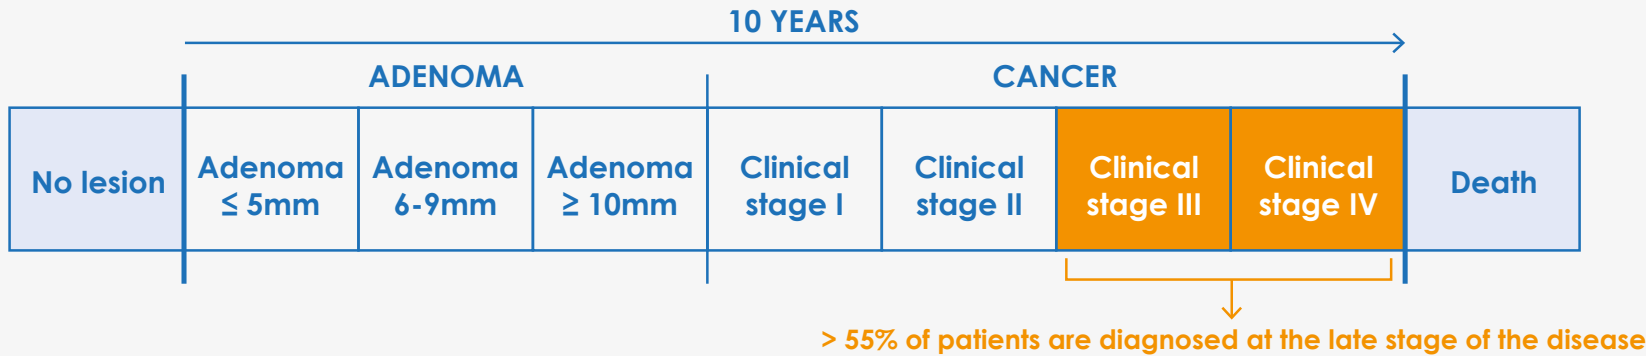 10 YEARS
ADENOMA
CANCER
No lesion
Adenoma
≤ 5mm
Adenoma
6-9mm
Adenoma
≥ 10mm
Clinical
stage I
Clinical
stage II
Clinical
stage III
Clinical
stage IV
Death
> 55% of patients are diagnosed at the late stage of the disease